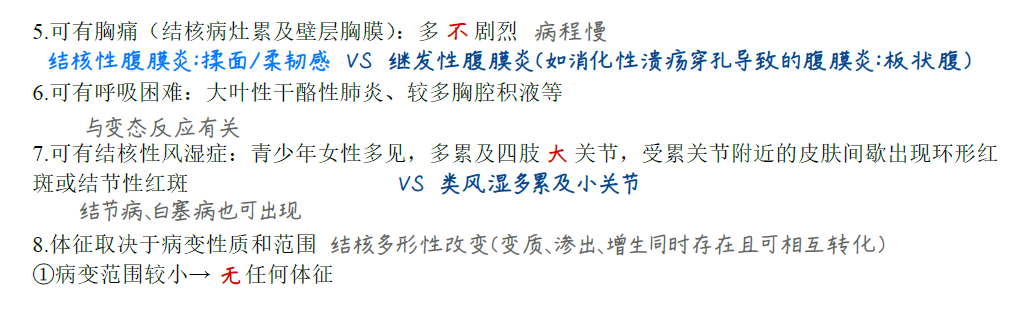 5.可有胸痛（结核病灶累及壁层胸膜）：多 不 剧烈 病程慢
结核性腹膜炎:揉面/柔韧感 VS 继发性腹膜炎(如消化性溃疡穿孔导致的腹膜炎:板状腹)
6.可有呼吸困难：大叶性干酪性肺炎、较多胸腔积液等
与变态反应有关
7.可有结核性风湿症：青少年女性多见，多累及四肢 大 关节，受累关节附近的皮肤间歇出现环形红
斑或结节性红斑 VS 类风湿多累及小关节
结节病、白塞病也可出现
8.体征取决于病变性质和范围 结核多形性改变(变质、渗出、增生同时存在且可相互转化)
①病变范围较小→ 无 任何体征